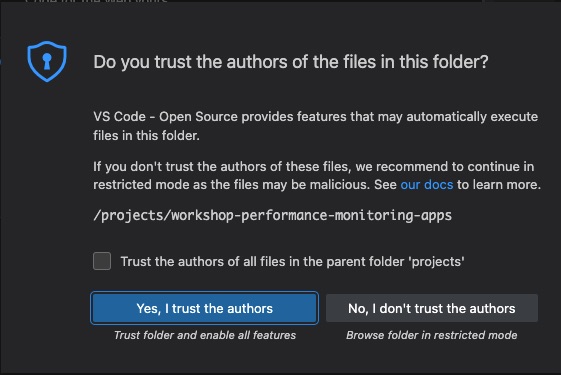 Do you trust the authors of the files in this folder?
VS Code - Open Source provides features that may automatically execute
files in this folder.
If you don't trust the authors of these files, we recommend to continue in
restricted mode as the files may be malicious. See our docs to learn more.
/projects/workshop-performance-monitoring-apps
Trust the authors of all files in the parent folder 'projects'
Yes, I trust the authors
No, I don't trust the authors
Trust folder and enable all features
Browse folder in restricted mode